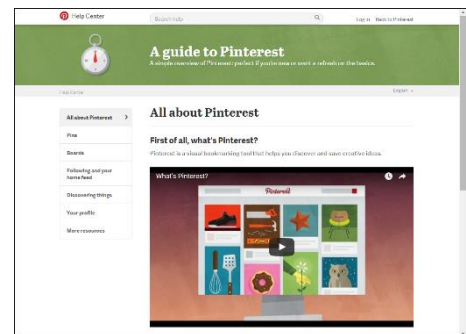 Help Center
Search help
Log in Back to Pinterest
A guide to Pinterest
A simple overview of Pinterest: perfect if you're new or want a refresh on the basics.
Help Center
English
All about Pinterest
Pins
Boards
Following and your
home feed
Discovering things
Your profile
More resources
All about Pinterest
First of all, what's Pinterest?
Pinterest is a visual bookmarking tool that helps you discover and save creative ideas.
What's Pinterest?
Pinterest